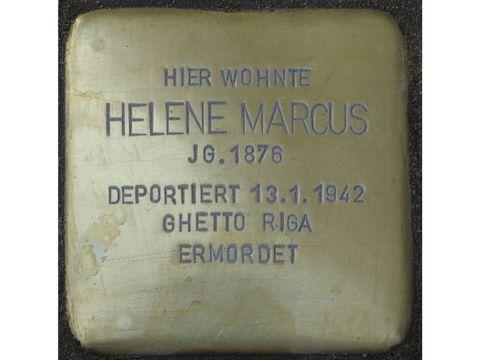 HIER WOHNTE
HELENE MARCUS
JG.1876
DEPORTIERT 13.1.1942
GHETTO RIGA
ERMORDET